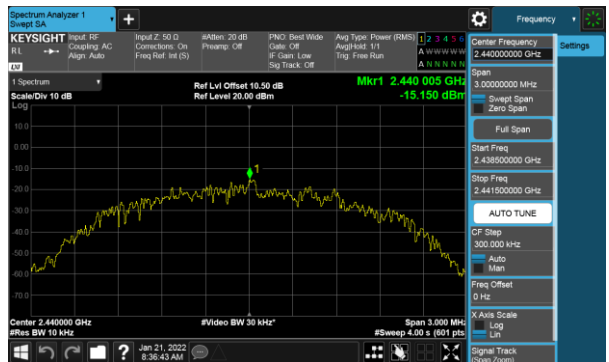 Spectrum Analyzer 1
Swept SA
Frequency
KEYSIGHT
RL
Input: RF
Coupling: AC
Align: Auto
Input Z: 50 Ω
Corrections: On
Freq Ref: Int (S)
#Atten: 20 dB
Preamp: Off
PNO: Best Wide
Gate: Off
IF Gain: Low
Sig Track: Off
Avg Type: Power (RMS)
Avg|Hold: 1/1
Trig: Free Run
1 2 3 4 5 6
A W W W W W
A N N N N N
1 Spectrum
Scale/Div 10 dB
Log
Ref Lvl Offset 10.50 dB
Ref Level 20.00 dBm
Mkr1 2.440 005 GHz
-15.150 dBm
1
10.0
0.00
-10.0
-20.0
-30.0
-40.0
-50.0
-60.0
-70.0
Center 2.440000 GHz
#Res BW 10 kHz
#Video BW 30 kHz*
Span 3.000 MHz
#Sweep 4.00 s (601 pts)
Jan 21, 2022
8:36:43 AM
?
Center Frequency
2.440000000 GHz
Span
3.00000000 MHz
Swept Span
Zero Span
Full Span
Start Freq
2.438500000 GHz
Stop Freq
2.441500000 GHz
AUTO TUNE
CF Step
300.000 kHz
Auto
Man
Freq Offset
0 Hz
X Axis Scale
Log
Lin
Signal Track
(Span Zoom)
Settings